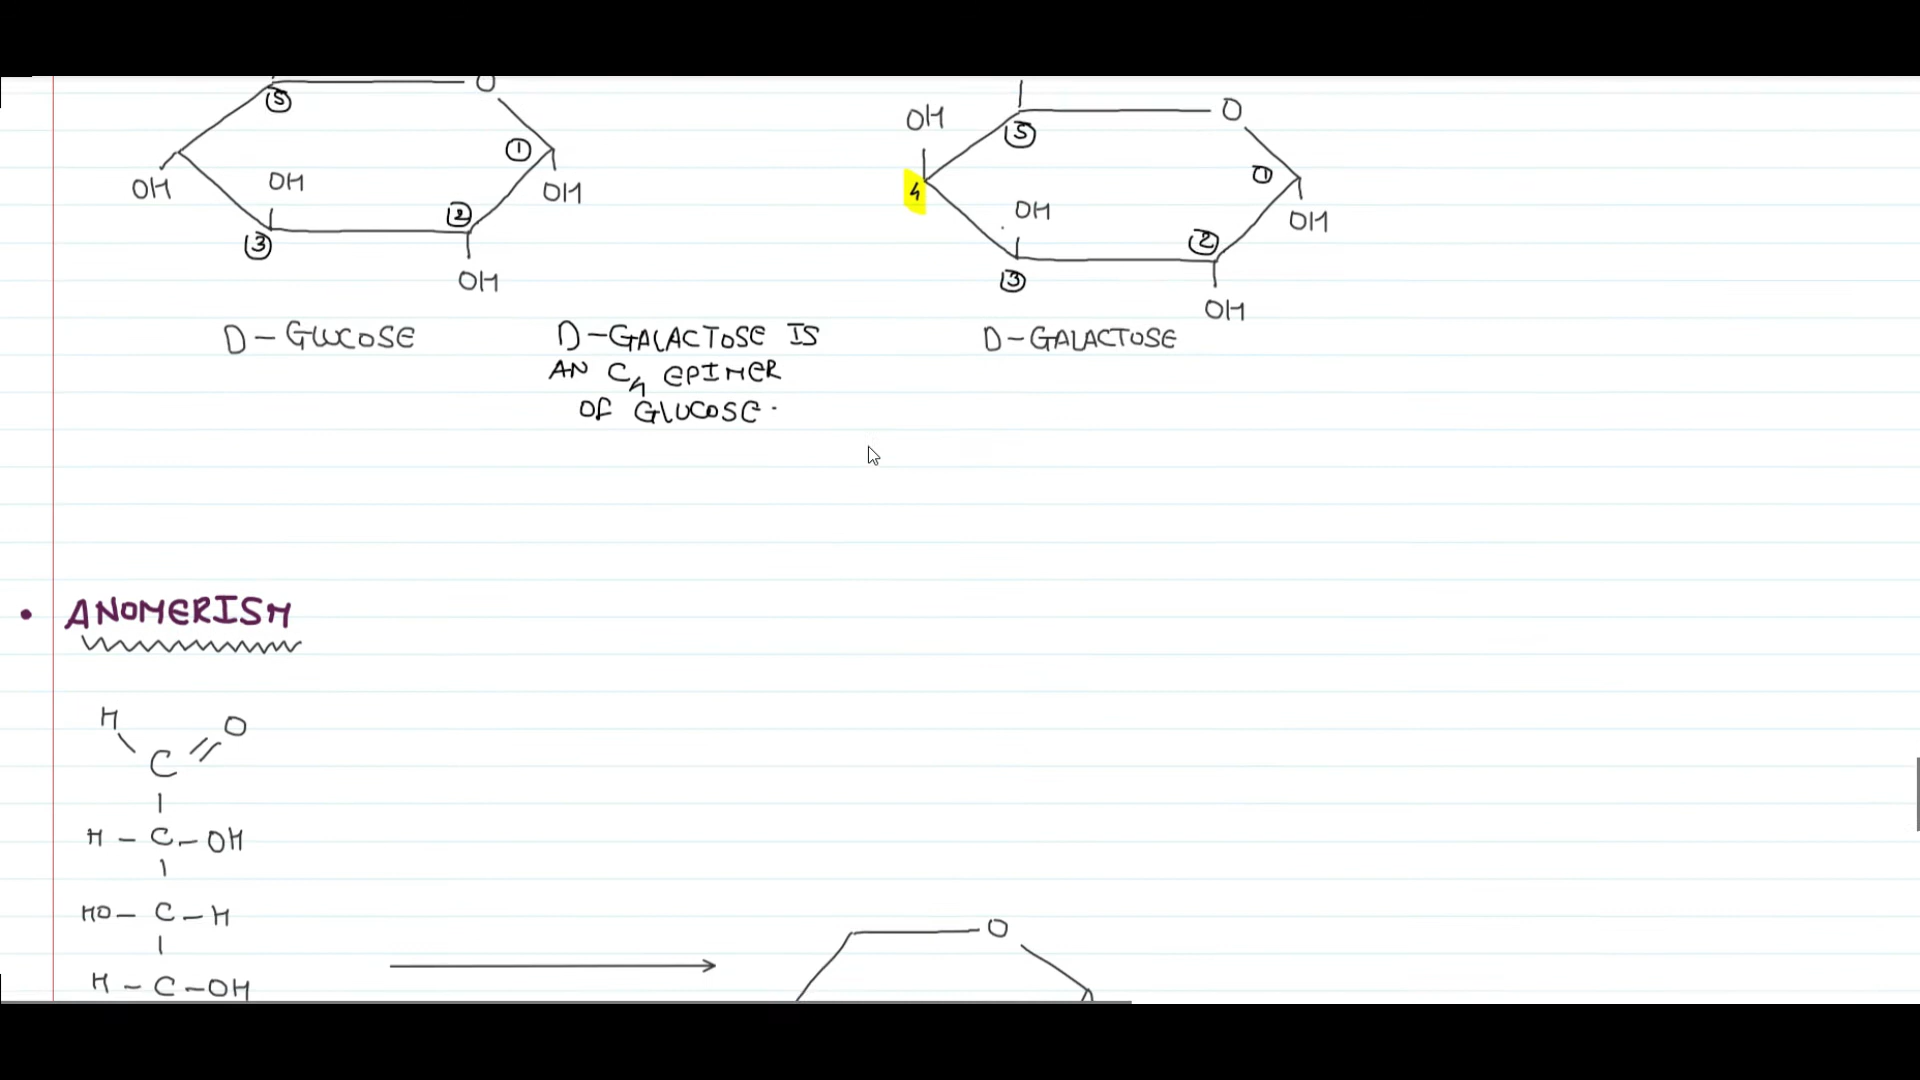 O
⑤
①
OH
OH
OH
②
③
OH
D-GLUCOSE
OH
O
⑤
①
4
OH
OH
②
③
OH
D-GALACTOSE IS
AN C4 EPIMER
OF GLUCOSE.
D-GALACTOSE
• ANOMERISM
H
O
C
H - C - OH
HO - C - H
H - C - OH
O